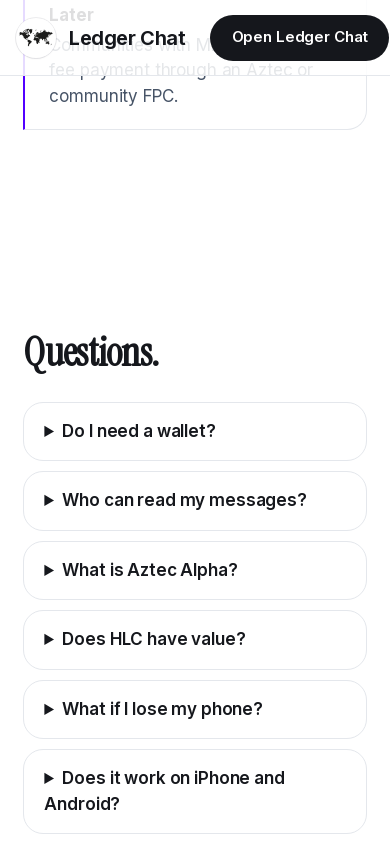 Later
Ledger Chat
Open Ledger Chat
Communities with M
fee payment through an Aztec or
community FPC.
Questions.
▶ Do I need a wallet?
▶ Who can read my messages?
▶ What is Aztec Alpha?
▶ Does HLC have value?
▶ What if I lose my phone?
▶ Does it work on iPhone and
Android?